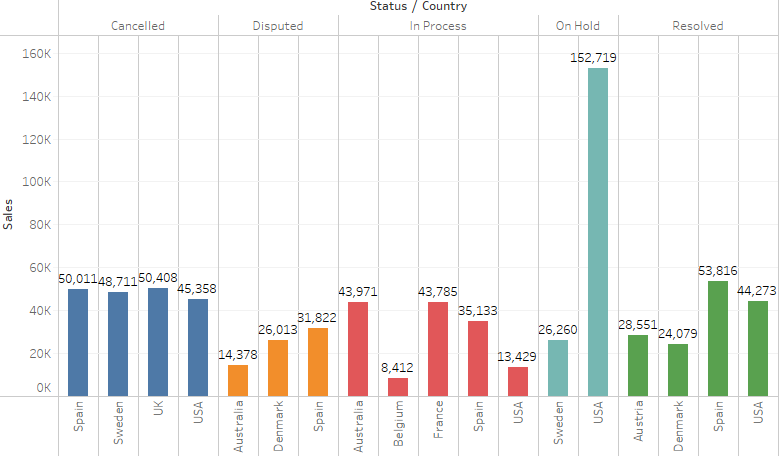 Status / Country
Cancelled Disputed In Process On Hold Resolved
160K
140K
120K
100K
80K
60K
40K
20K
0K
Sales
50,011 48,711 50,408 45,358 14,378 26,013 31,822 43,971 8,412 43,785 35,133 13,429 26,260 152,719 28,551 24,079 53,816 44,273
Spain Sweden UK USA Australia Denmark Spain Australia Belgium France Spain USA Sweden USA Austria Denmark Spain USA